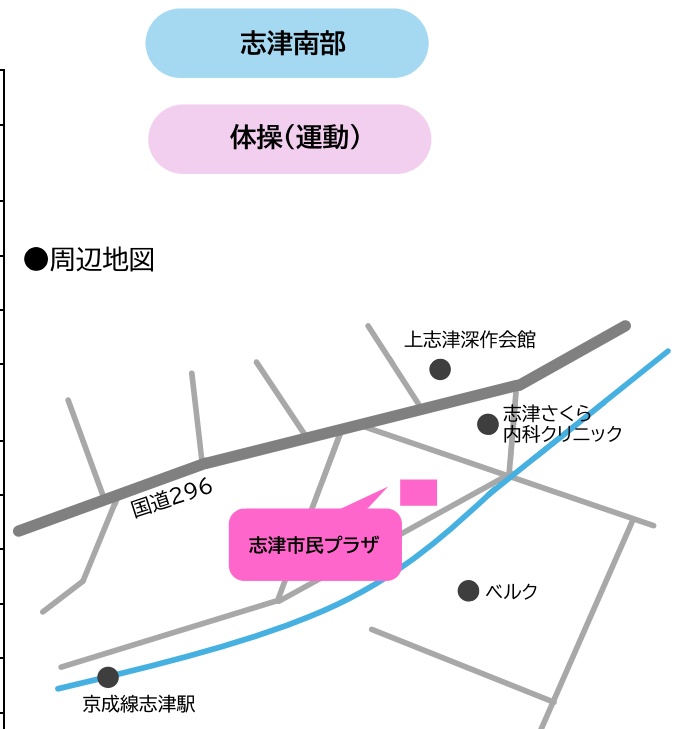 志津南部
体操(運動)
●周辺地図
上志津深作会館
志津さくら
内科クリニック
国道296
志津市民プラザ
ベルク
京成線志津駅